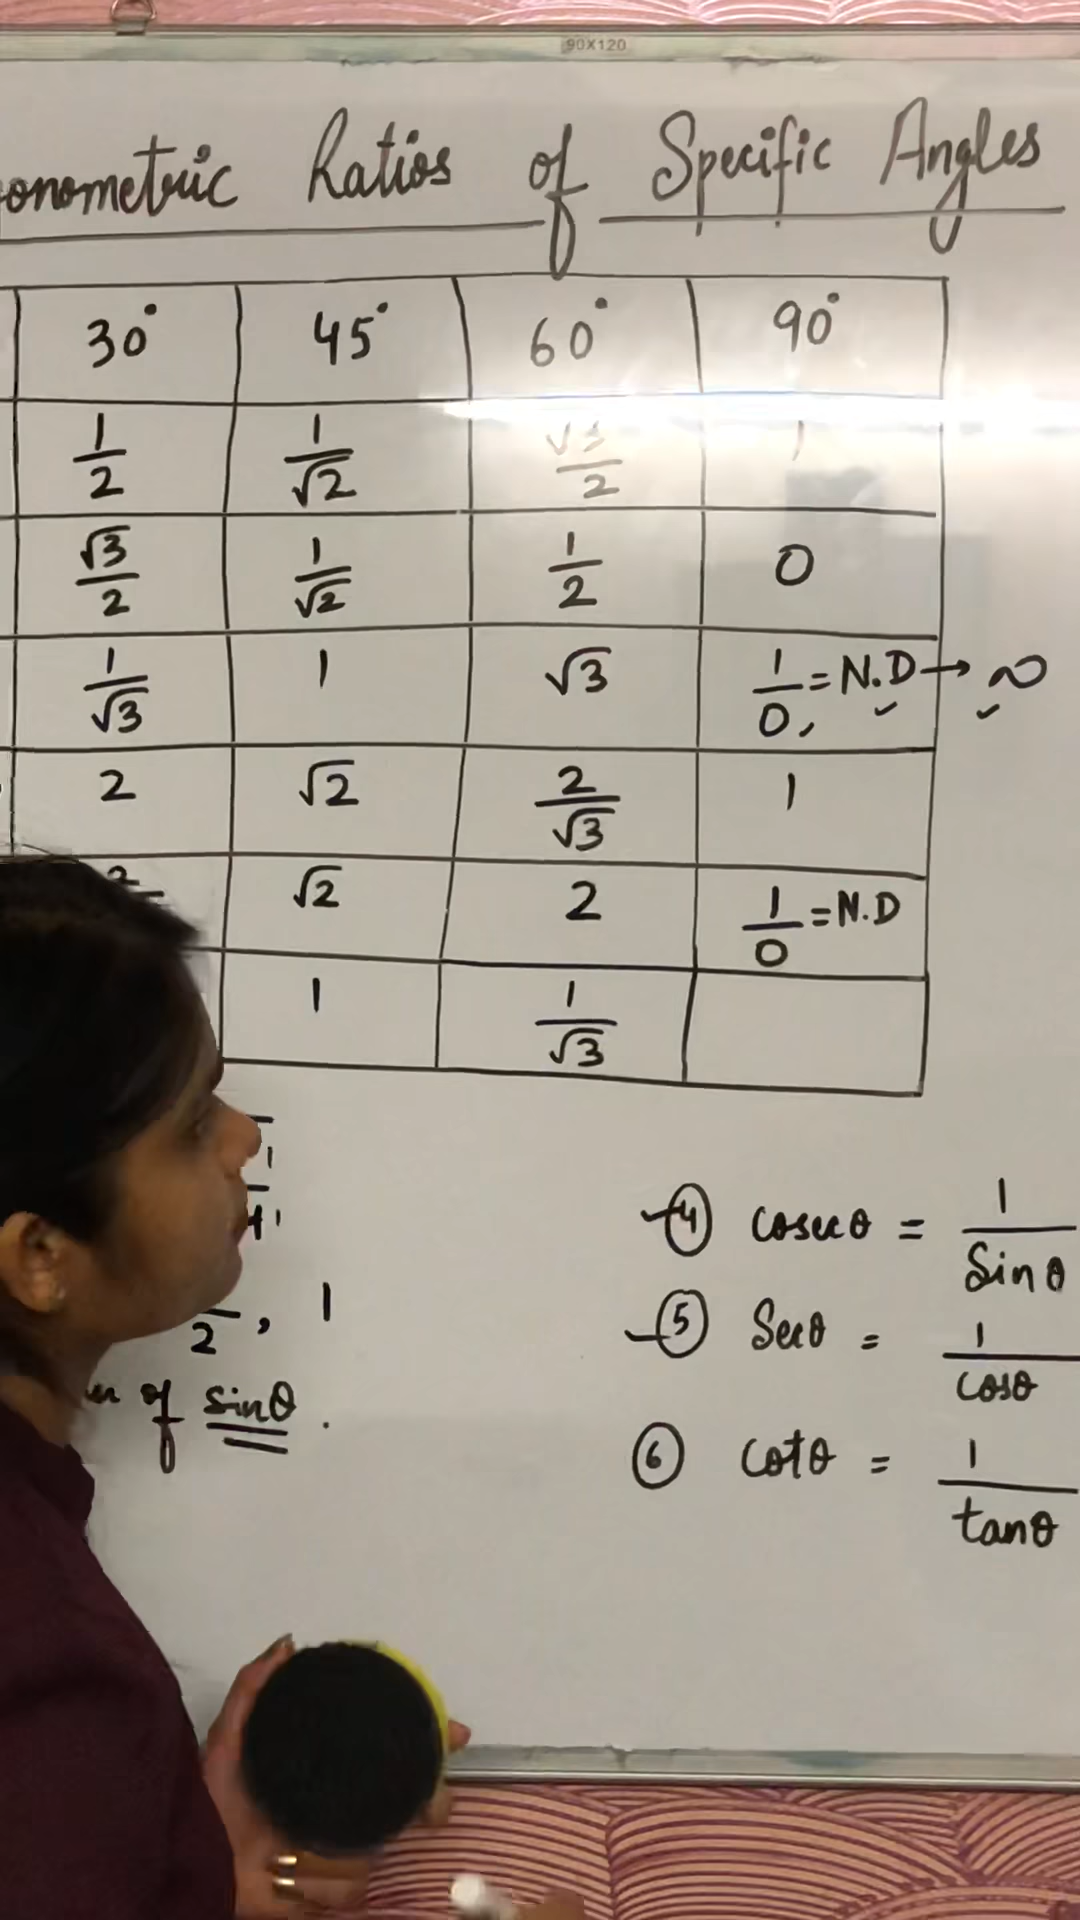 90X120
onometric Ratios of Specific Angles
30° 45° 60° 90°
1/2 1/√2 √3/2 1
√3/2 1/√2 1/2 0
1/√3 1 √3 1/0 = N.D → ∞
2 √2 2/√3 1
2 √2 2 1/0 = N.D
1 1/√3
2 , 1
of sinθ .
④ cosecθ = 1/Sinθ
⑤ Secθ = 1/cosθ
⑥ cotθ = 1/tanθ